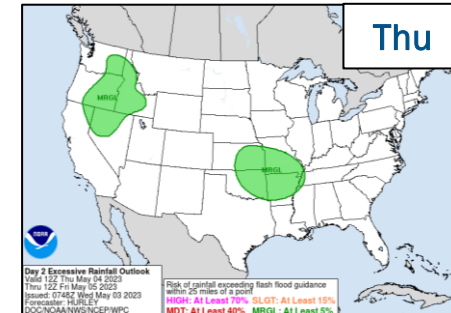 Thu
MRGL
MRGL
NOAA
Day 2 Excessive Rainfall Outlook
Valid 12Z Thu May 04 2023
Thru 12Z Fri May 05 2023
Issued: 0748Z Wed May 03 2023
Forecaster: HURLEY
DOC/NOAA/NWS/NCEP/WPC
Risk of rainfall exceeding flash flood guidance
within 25 miles of a point
HIGH: At Least 70% SLGT: At Least 15%
MDT: At Least 40% MRGL: At Least 5%